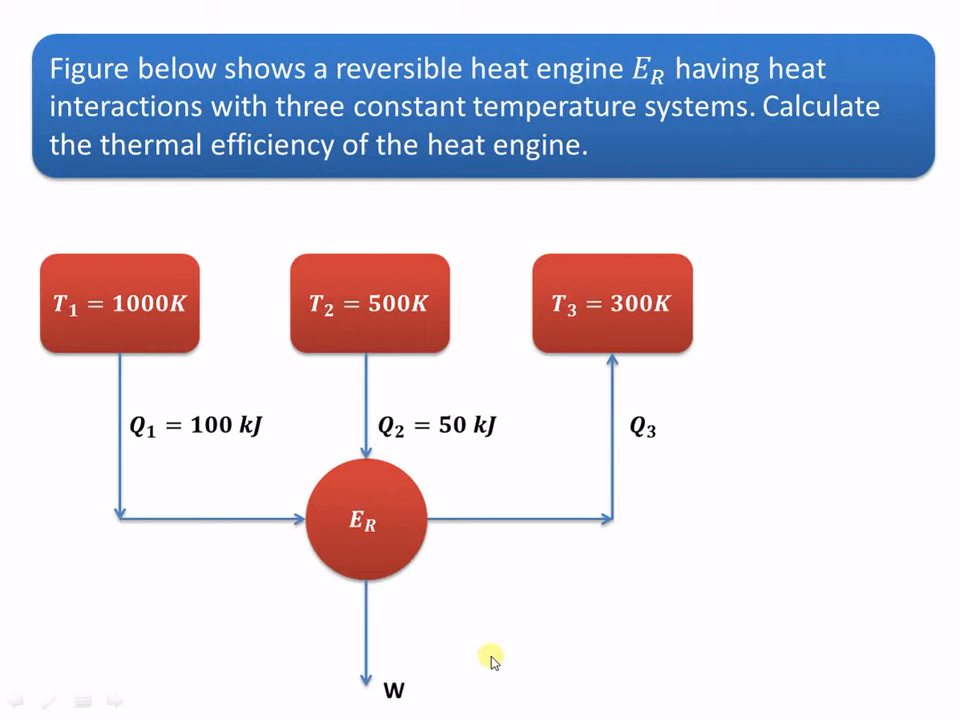 Figure below shows a reversible heat engine E_R having heat
interactions with three constant temperature systems. Calculate
the thermal efficiency of the heat engine.
T₁ = 1000K
T₂ = 500K
T₃ = 300K
Q₁ = 100 kJ
Q₂ = 50 kJ
Q₃
E_R
W